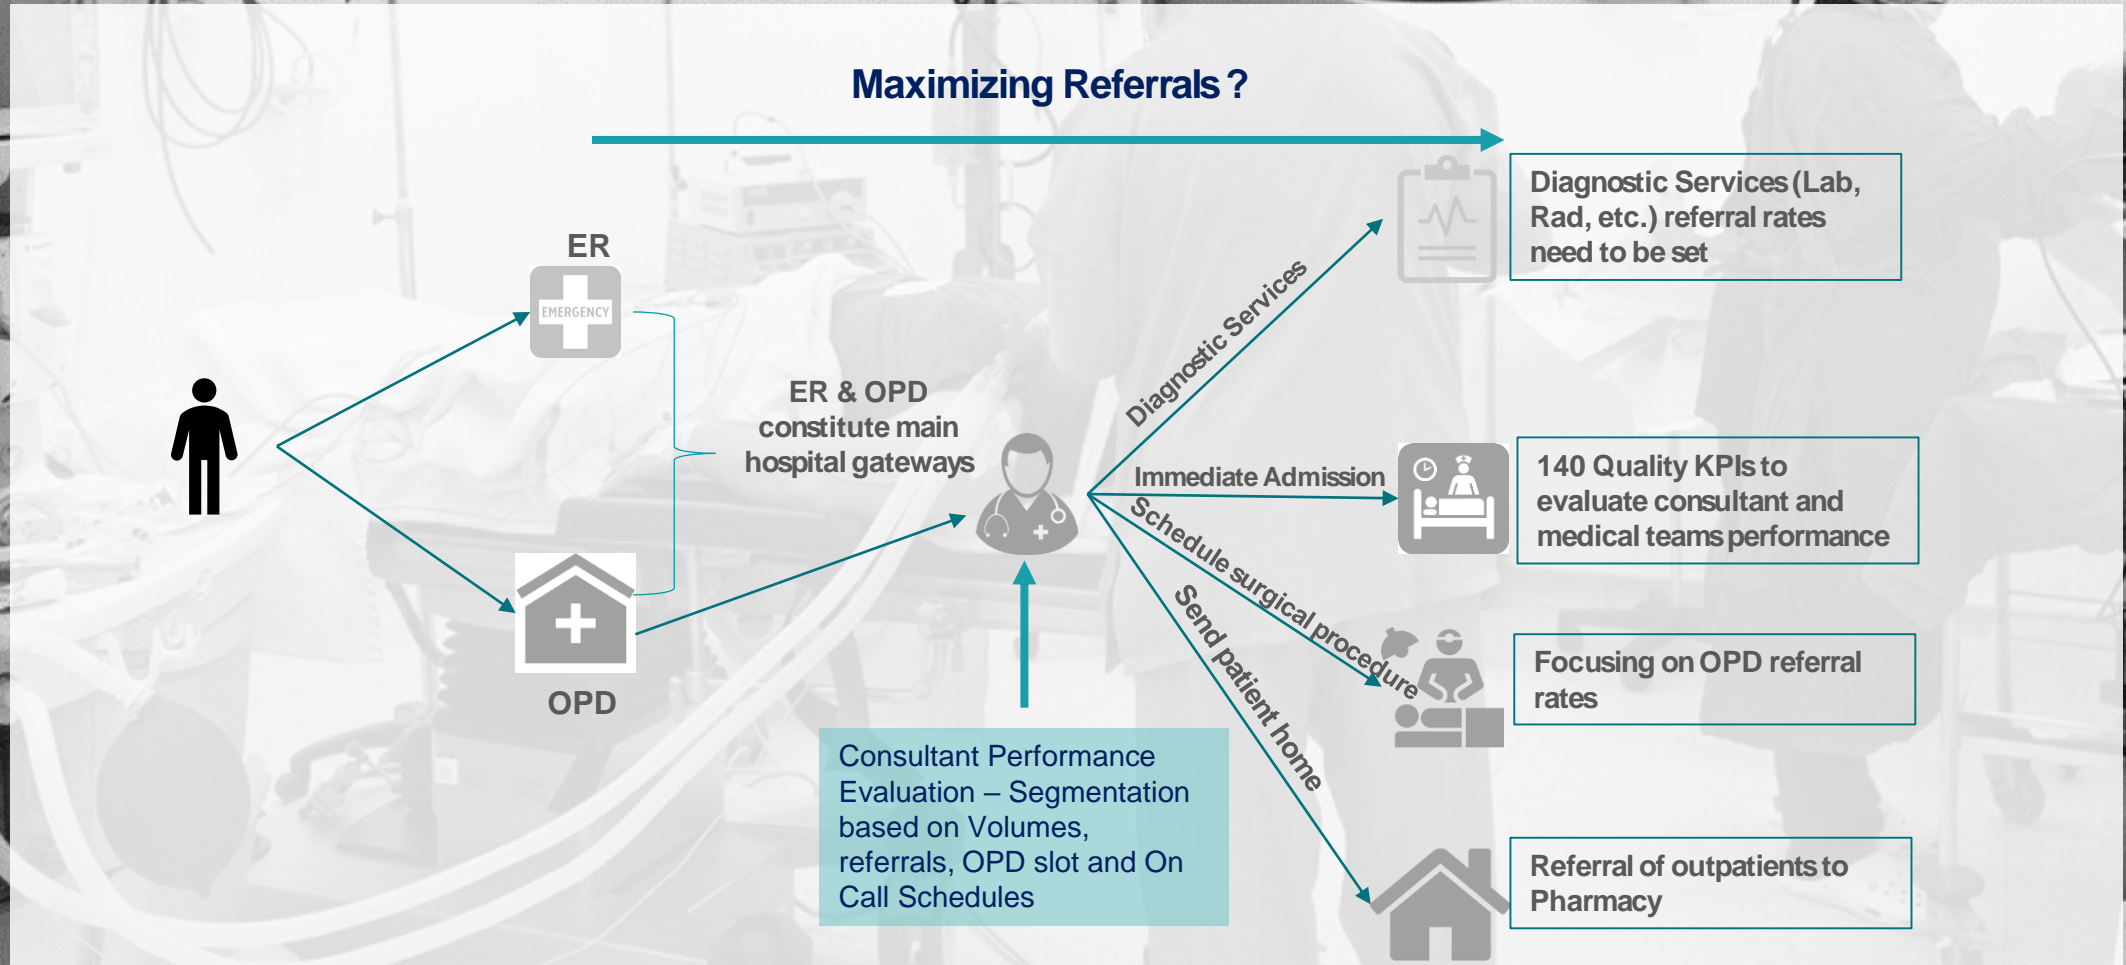 Maximizing Referrals ?
ER
EMERGENCY
OPD
ER & OPD
constitute main
hospital gateways
Consultant Performance
Evaluation – Segmentation
based on Volumes,
referrals, OPD slot and On
Call Schedules
Diagnostic Services
Immediate Admission
Schedule surgical procedure
Send patient home
Diagnostic Services (Lab,
Rad, etc.) referral rates
need to be set
140 Quality KPIs to
evaluate consultant and
medical teams performance
Focusing on OPD referral
rates
Referral of outpatients to
Pharmacy